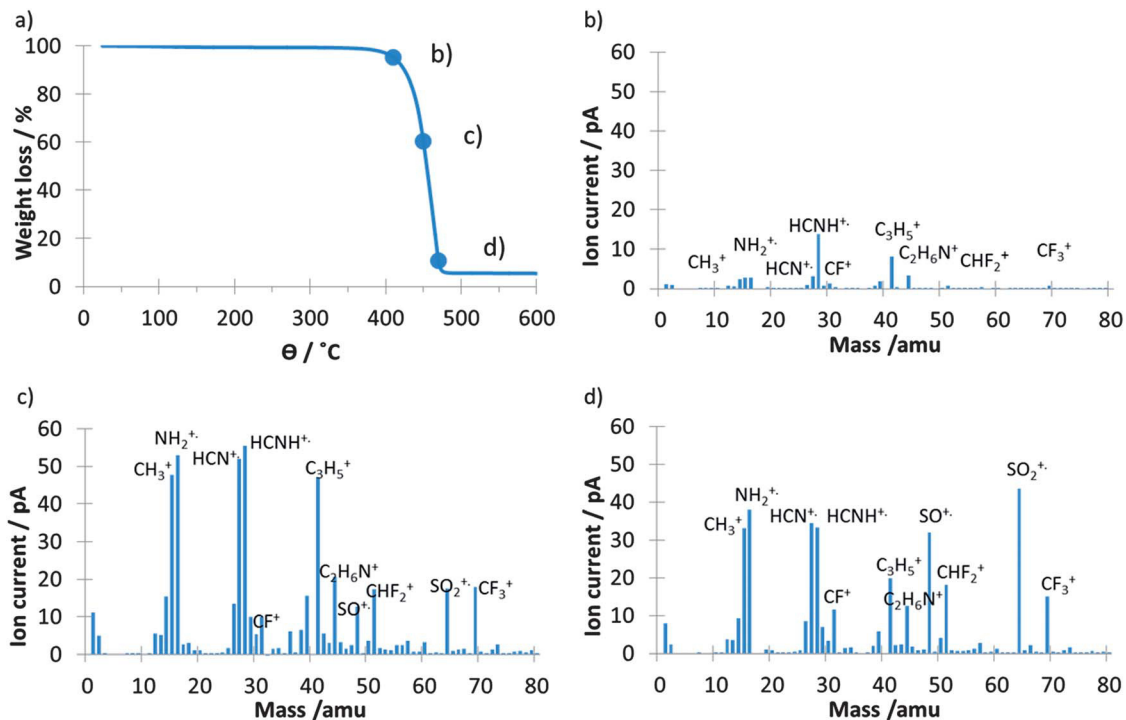 a)
100
80
60
40
20
0
Weight loss / %
b)
c)
d)
0 100 200 300 400 500 600
Θ / ˚C
b)
60
50
40
30
20
10
0
Ion current / pA
CH₃⁺
NH₂⁺·
HCN⁺·
HCNH⁺·
CF⁺
C₃H₅⁺
C₂H₆N⁺
CHF₂⁺
CF₃⁺
0 10 20 30 40 50 60 70 80
Mass /amu
c)
60
50
40
30
20
10
0
Ion current / pA
CH₃⁺
NH₂⁺·
HCN⁺·
HCNH⁺·
CF⁺
C₃H₅⁺
C₂H₆N⁺
SO⁺·
CHF₂⁺
SO₂⁺·
CF₃⁺
0 10 20 30 40 50 60 70 80
Mass /amu
d)
60
50
40
30
20
10
0
Ion current / pA
CH₃⁺
NH₂⁺·
HCN⁺·
HCNH⁺·
CF⁺
C₃H₅⁺
C₂H₆N⁺
SO⁺·
CHF₂⁺
SO₂⁺·
CF₃⁺
0 10 20 30 40 50 60 70 80
Mass /amu